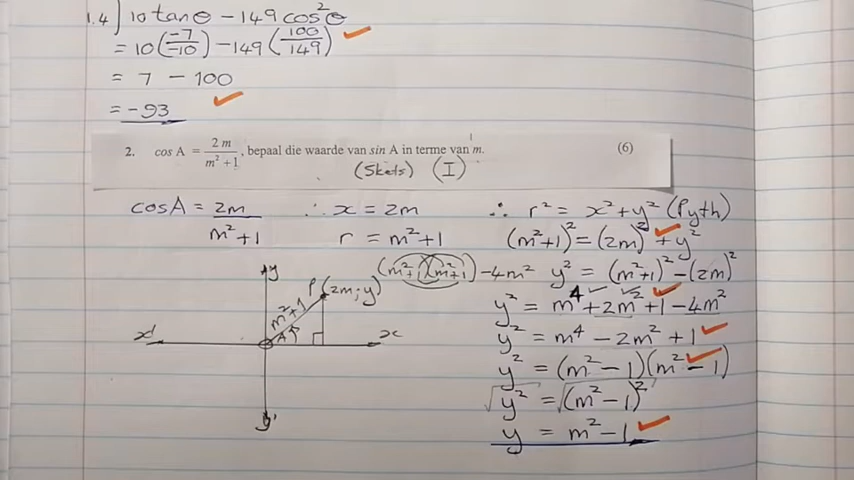 1.4) 10 tan θ - 149 cos² θ
= 10(-7/-10) - 149(100/149)
= 7 - 100
= -93
2. cos A = 2m/(m² + 1), bepaal die waarde van sin A in terme van m. (6)
(Skets) (I)
cos A = 2m/(m² + 1)
∴ x = 2m
r = m² + 1
y
P(2m; y)
m² + 1
A
x' x
y'
∴ r² = x² + y² (Pyth)
(m² + 1)² = (2m)² + y²
(m² + 1)(m² + 1) - 4m² y² = (m² + 1)² - (2m)²
y² = m⁴ + 2m² + 1 - 4m²
y² = m⁴ - 2m² + 1
y² = (m² - 1)(m² - 1)
√y² = √(m² - 1)²
y = m² - 1